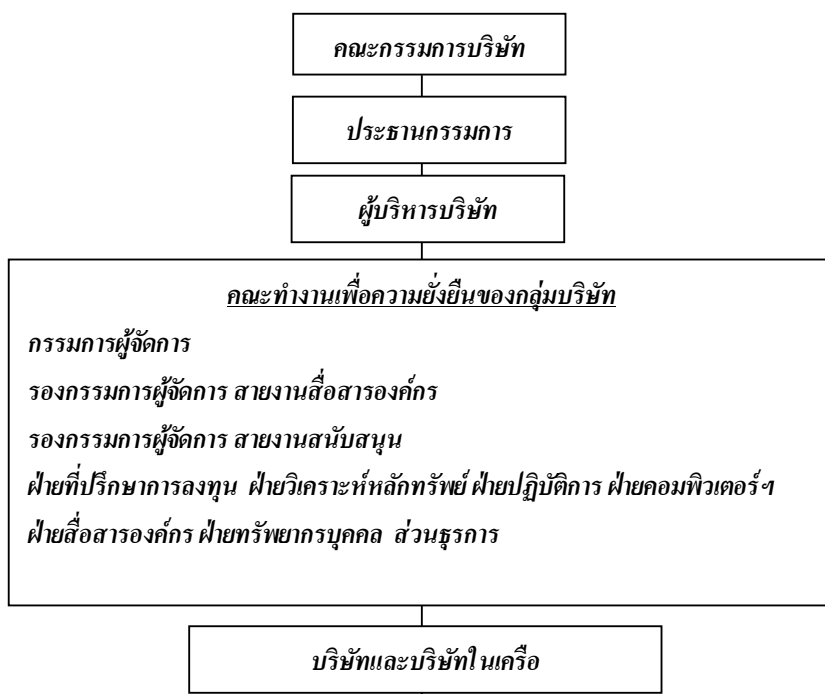 คณะกรรมการบริษัท
ประธานกรรมการ
ผู้บริหารบริษัท
คณะทำงานเพื่อความยั่งยืนของกลุ่มบริษัท
กรรมการผู้จัดการ
รองกรรมการผู้จัดการ สายงานสื่อสารองค์กร
รองกรรมการผู้จัดการ สายงานสนับสนุน
ฝ่ายที่ปรึกษาการลงทุน ฝ่ายวิเคราะห์หลักทรัพย์ ฝ่ายปฏิบัติการ ฝ่ายคอมพิวเตอร์ฯ
ฝ่ายสื่อสารองค์กร ฝ่ายทรัพยากรบุคคล ส่วนธุรการ
บริษัทและบริษัทในเครือ